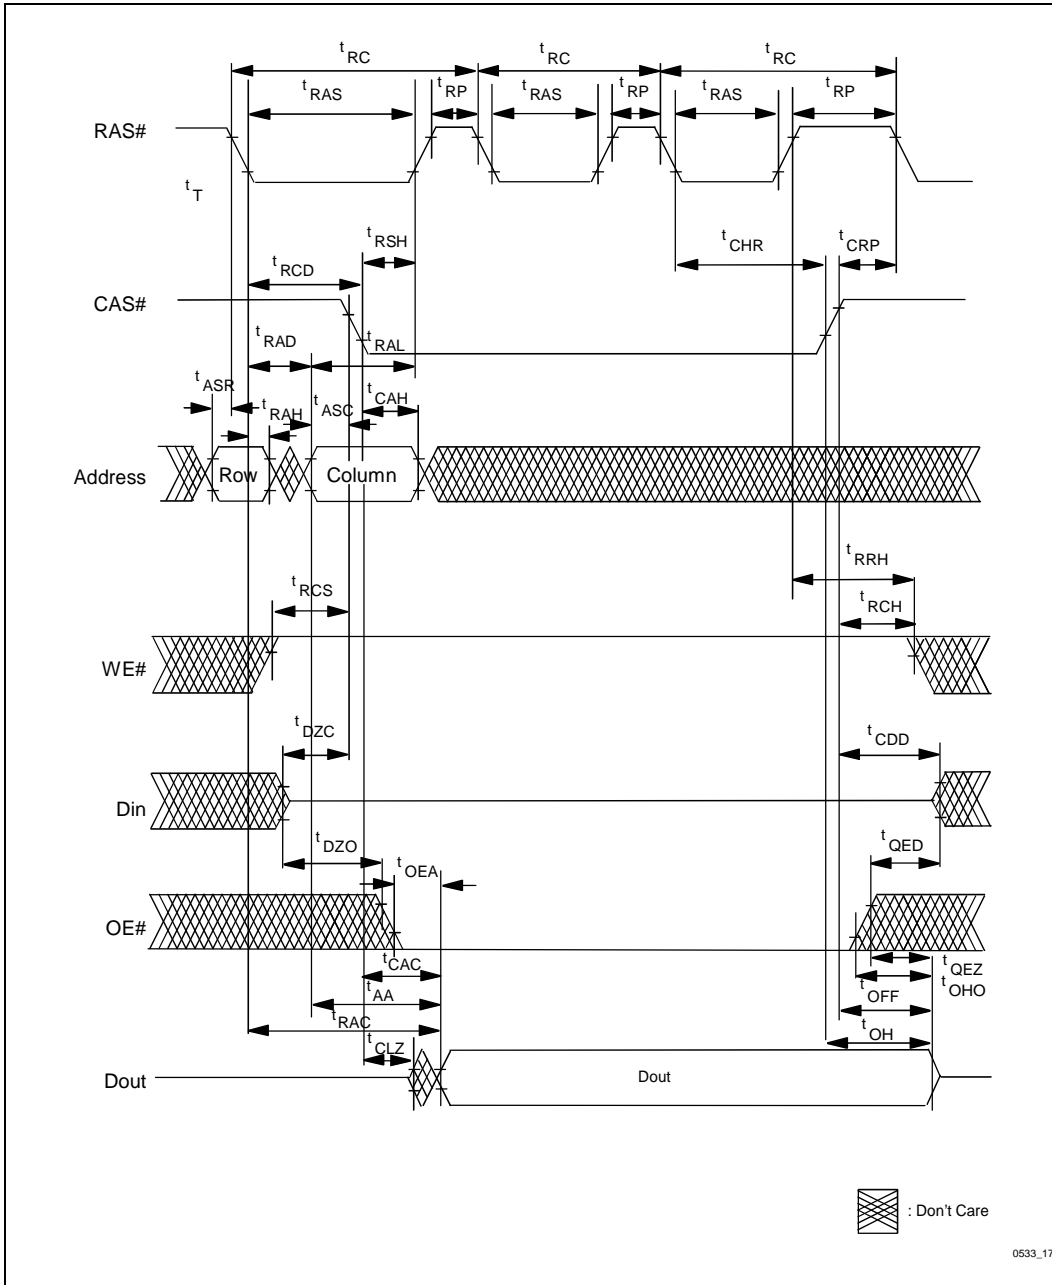 tRC tRC tRC
tRAS tRP tRAS tRP tRAS tRP
RAS#
tT
tRSH tCHR tCRP
tRCD
CAS#
tRAD tRAL
tASR tRAH tASC tCAH
Address Row Column
tRRH
tRCS tRCH
WE#
tDZC tCDD
Din
tDZO tOEA tQED
OE#
tCAC tQEZ
tAA tOFF tOHO
tRAC tOH
tCLZ
Dout Dout
: Don't Care
0533_17